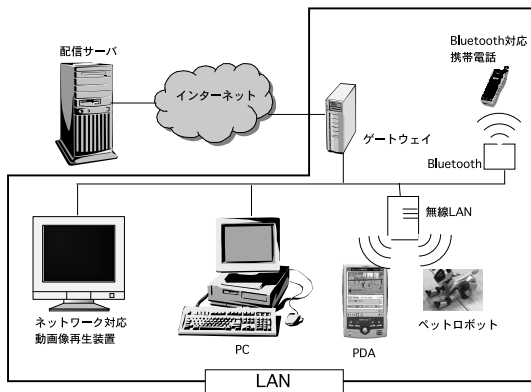 配信サーバ
インターネット
Bluetooth対応
携帯電話
ゲートウェイ
Bluetooth
無線LAN
ネットワーク対応
動画像再生装置
PC
PDA
ペットロボット
LAN